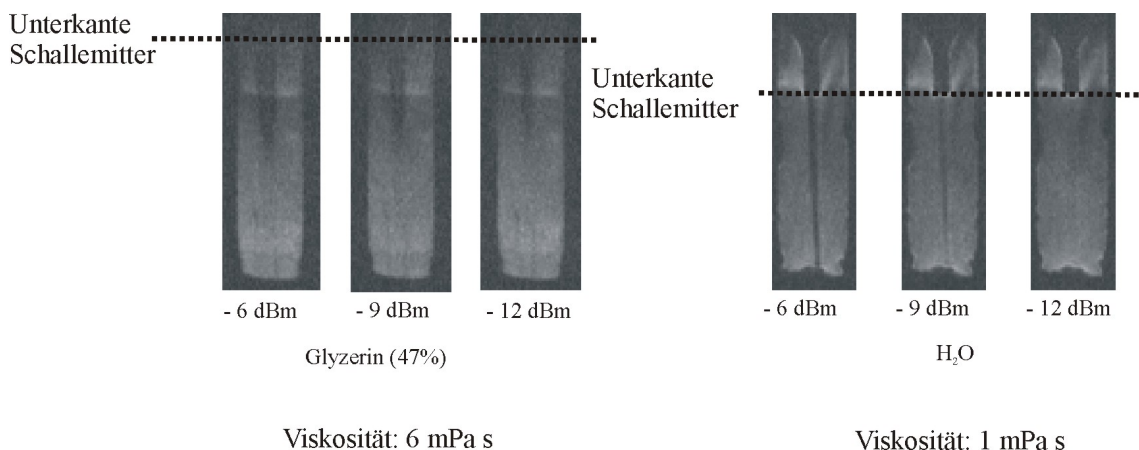 Unterkante
Schallemitter
- 6 dBm
- 9 dBm
- 12 dBm
Glyzerin (47%)
Viskosität: 6 mPa s
Unterkante
Schallemitter
- 6 dBm
- 9 dBm
- 12 dBm
H₂O
Viskosität: 1 mPa s